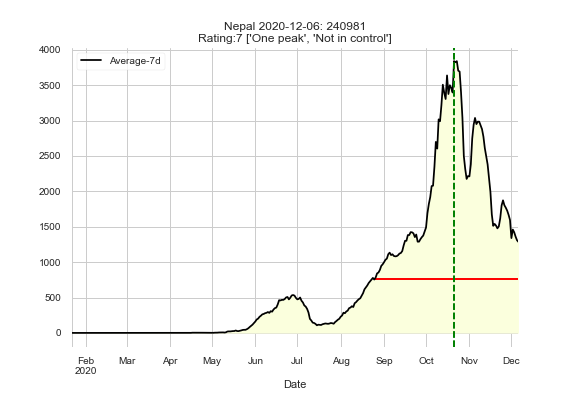 Nepal 2020-12-06: 240981
Rating:7 ['One peak', 'Not in control']
Average-7d
4000
3500
3000
2500
2000
1500
1000
500
0
Feb Mar Apr May Jun Jul Aug Sep Oct Nov Dec
2020
Date